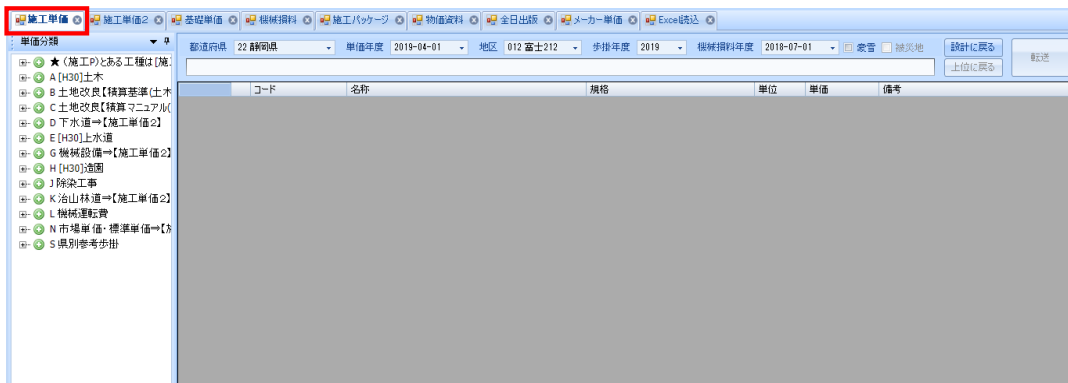 施工単価 施工単価2 基礎単価 機械損料 施工パッケージ 物価資料 全日出版 メーカー単価 Excel読込
単価分類
都道府県 22 静岡県 単価年度 2019-04-01 地区 012 富士212 歩掛年度 2019 機械損料年度 2018-07-01 豪雪 被災地 設計に戻る 転送
上位に戻る
コード 名称 規格 単位 単価 備考
★ (施工P)とある工種は[施
A [H30]土木
B 土地改良【積算基準(土木
C 土地改良【積算マニュアル(
D 下水道⇒【施工単価2】
E [H30]上水道
G 機械設備⇒【施工単価2】
H [H30]造園
J 除染工事
K 治山林道⇒【施工単価2】
L 機械運転費
N 市場単価・標準単価⇒【が
S 県別参考歩掛